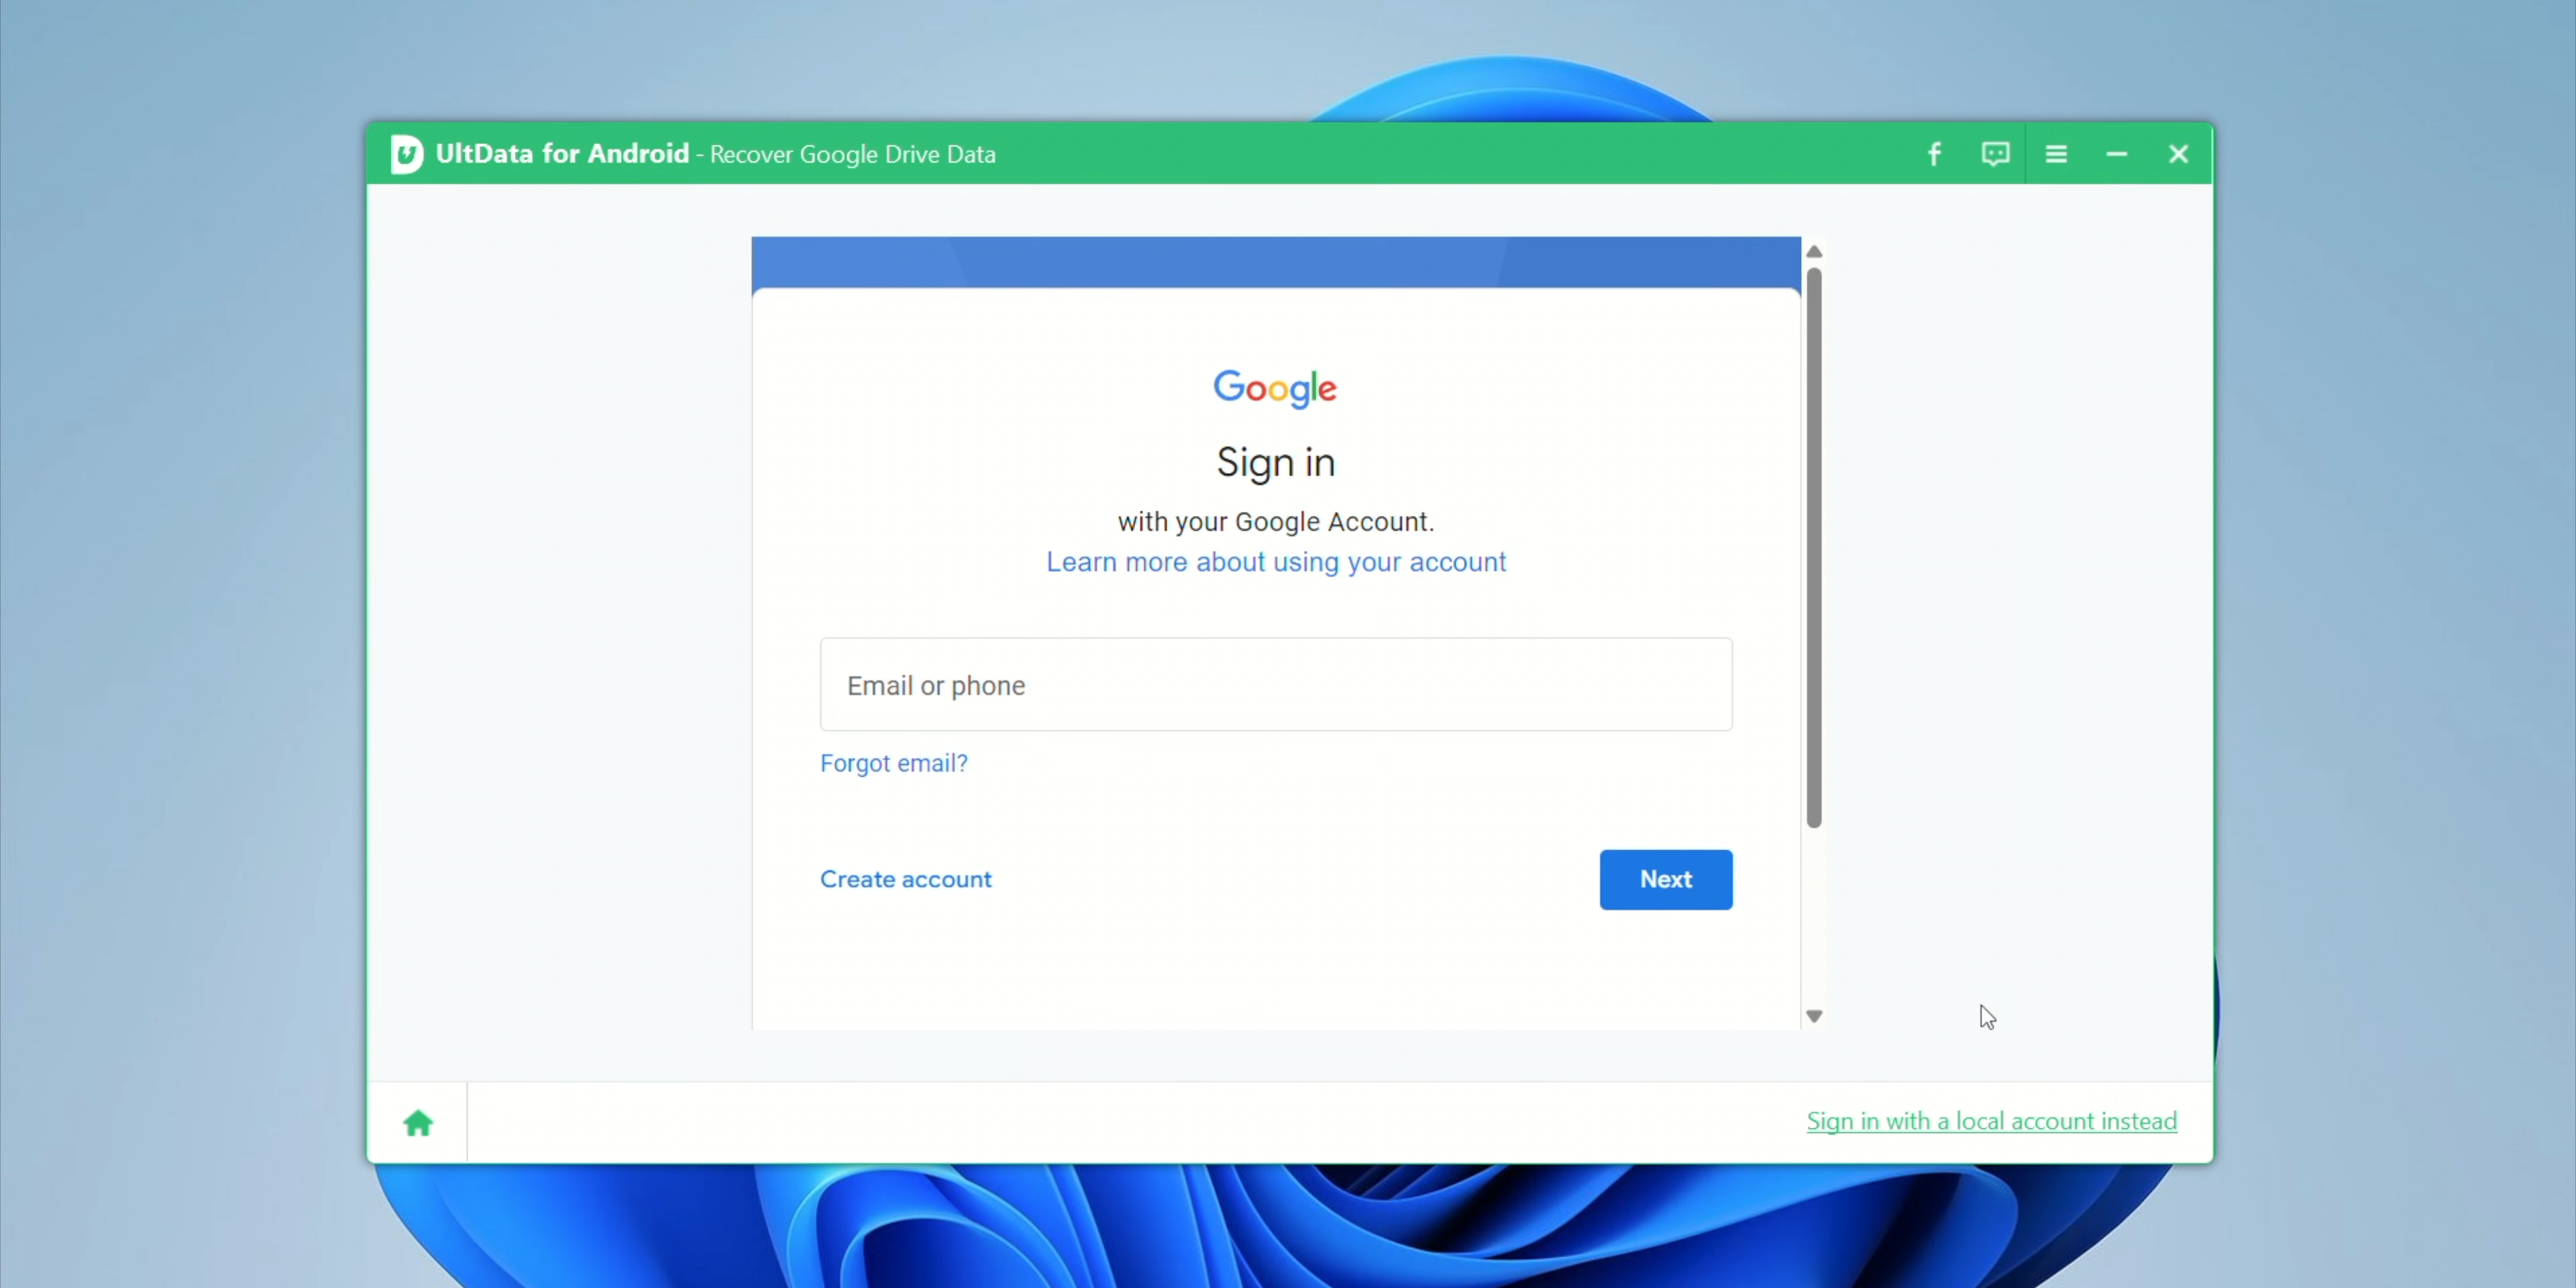 UltData for Android - Recover Google Drive Data
Google
Sign in
with your Google Account.
Learn more about using your account
Email or phone
Forgot email?
Create account
Next
Sign in with a local account instead